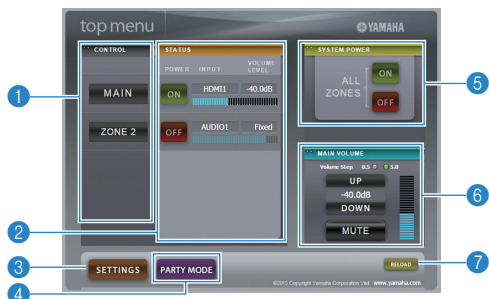 top menu
YAMAHA
CONTROL
STATUS
SYSTEM POWER
POWER INPUT VOLUME LEVEL
MAIN
ON
HDMI1 -40.0dB
ALL ZONES
ON
OFF
ZONE 2
OFF
AUDIO1 Fixed
MAIN VOLUME
Volume Step 0.5 5.0
UP
-40.0dB
DOWN
MUTE
SETTINGS
PARTY MODE
RELOAD
©2013 Copyright Yamaha Corporation Visit www.yamaha.com
1
2
3
4
5
6
7